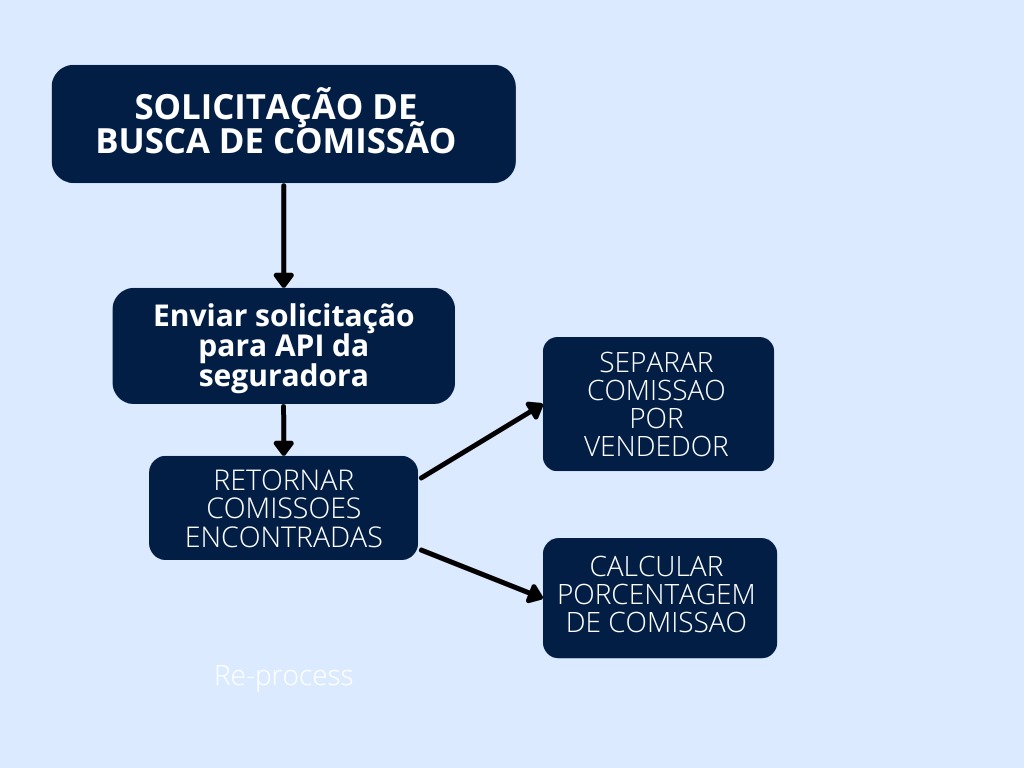 SOLICITAÇÃO DE
BUSCA DE COMISSÃO
Enviar solicitação
para API da
seguradora
RETORNAR
COMISSOES
ENCONTRADAS
SEPARAR
COMISSAO
POR
VENDEDOR
CALCULAR
PORCENTAGEM
DE COMISSAO
Re-process